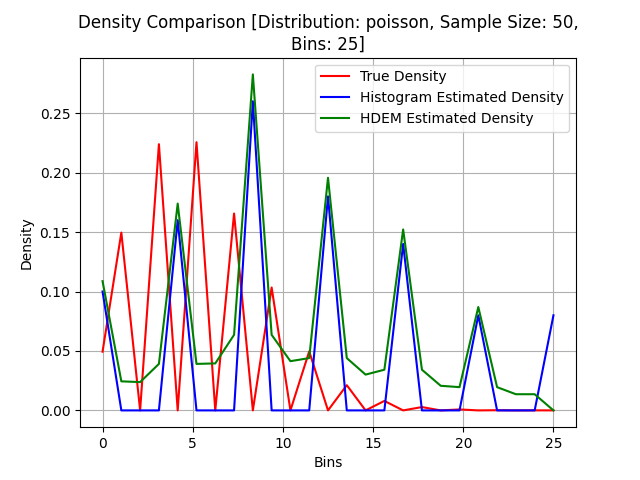 Density Comparison [Distribution: poisson, Sample Size: 50,
Bins: 25]
True Density
Histogram Estimated Density
HDEM Estimated Density
Density
0.25
0.20
0.15
0.10
0.05
0.00
0 5 10 15 20 25
Bins